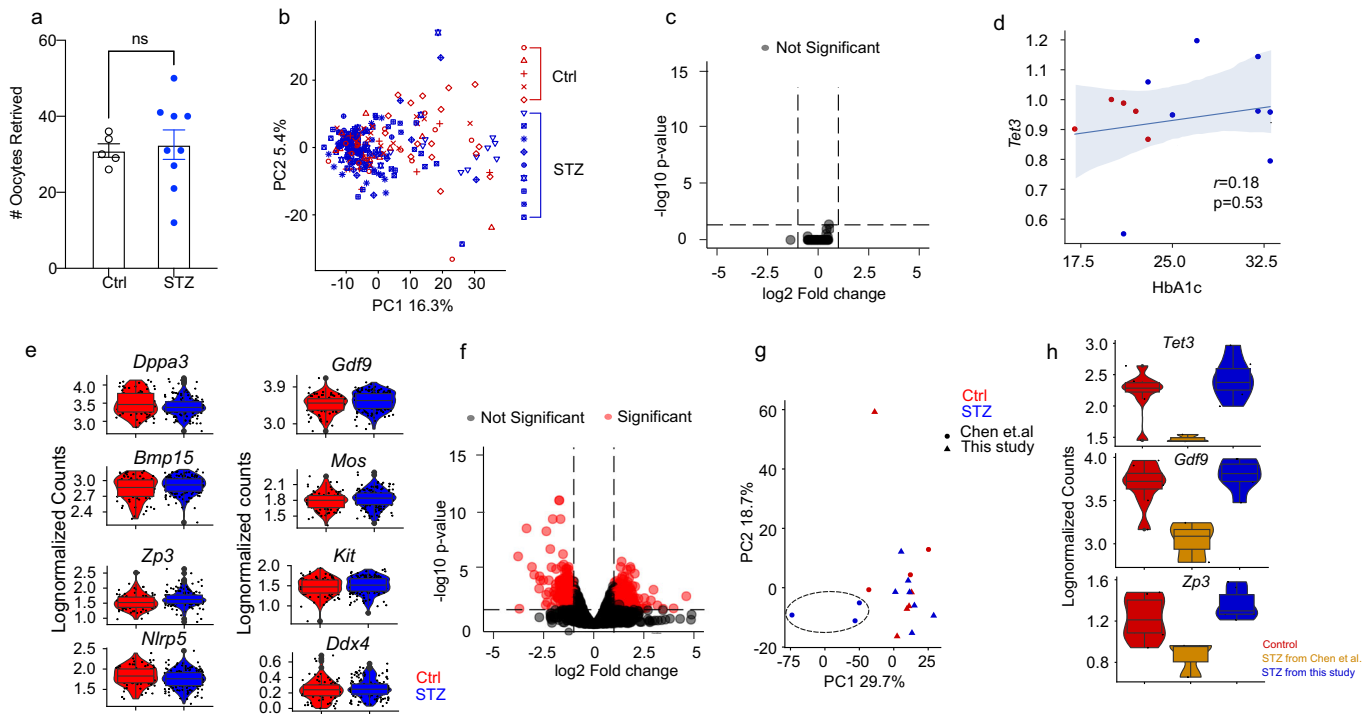 a
ns
# Oocytes Retrived
60
40
20
0
Ctrl
STZ
b
PC2 5.4%
20
0
-20
-10
0
10
20
30
PC1 16.3%
Ctrl
STZ
c
Not Significant
-log10 p-value
15
10
5
0
-5
-2.5
0
2.5
5
log2 Fold change
d
Tet3
1.2
1.1
1.0
0.9
0.8
0.7
0.6
r=0.18
p=0.53
17.5
25.0
32.5
HbA1c
e
Lognormalized Counts
Dppa3
4.0
3.5
3.0
Bmp15
3.0
2.7
2.4
Zp3
2.5
2.0
1.5
1.0
Nlrp5
2.0
1.5
Lognormalized counts
Gdf9
3.9
3.0
Mos
2.1
1.8
1.5
Kit
2.0
1.5
1.0
Ddx4
0.6
0.4
0.2
0.0
Ctrl
STZ
f
Not Significant
Significant
-log10 p-value
15
10
5
0
-5
-2.5
0.0
2.5
5.0
log2 Fold change
g
Ctrl
STZ
Chen et.al
This study
PC2 18.7%
60
40
20
0
-20
-75
0
-50
0
25
PC1 29.7%
h
Lognormalized Counts
Tet3
3.0
2.5
2.0
1.5
Gdf9
4.0
3.5
3.0
Zp3
1.6
1.2
0.8
Control
STZ from Chen et al.
STZ from this study